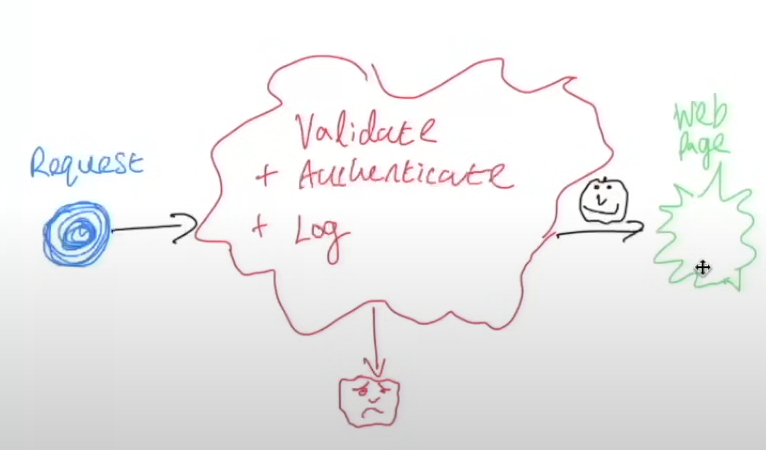 Request
Validate
+ Authenticate
+ Log
Web
Page